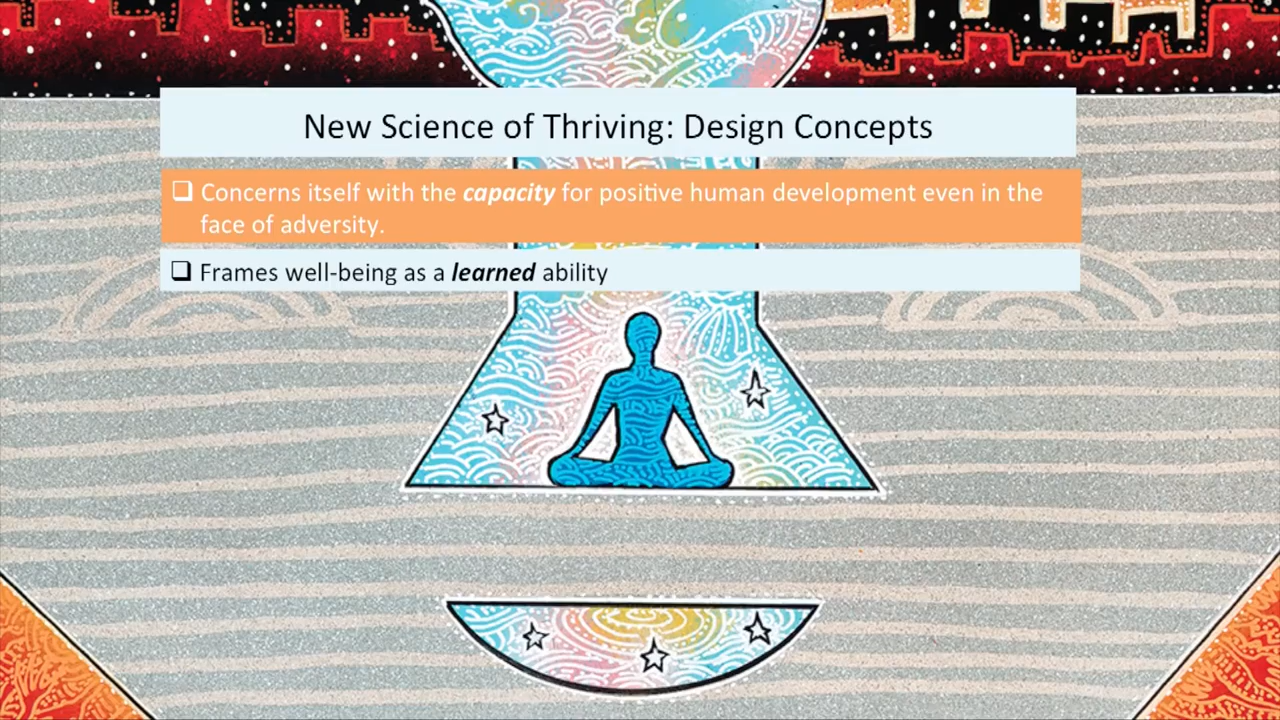 New Science of Thriving: Design Concepts
❑ Concerns itself with the capacity for positive human development even in the
face of adversity.
❑ Frames well-being as a learned ability